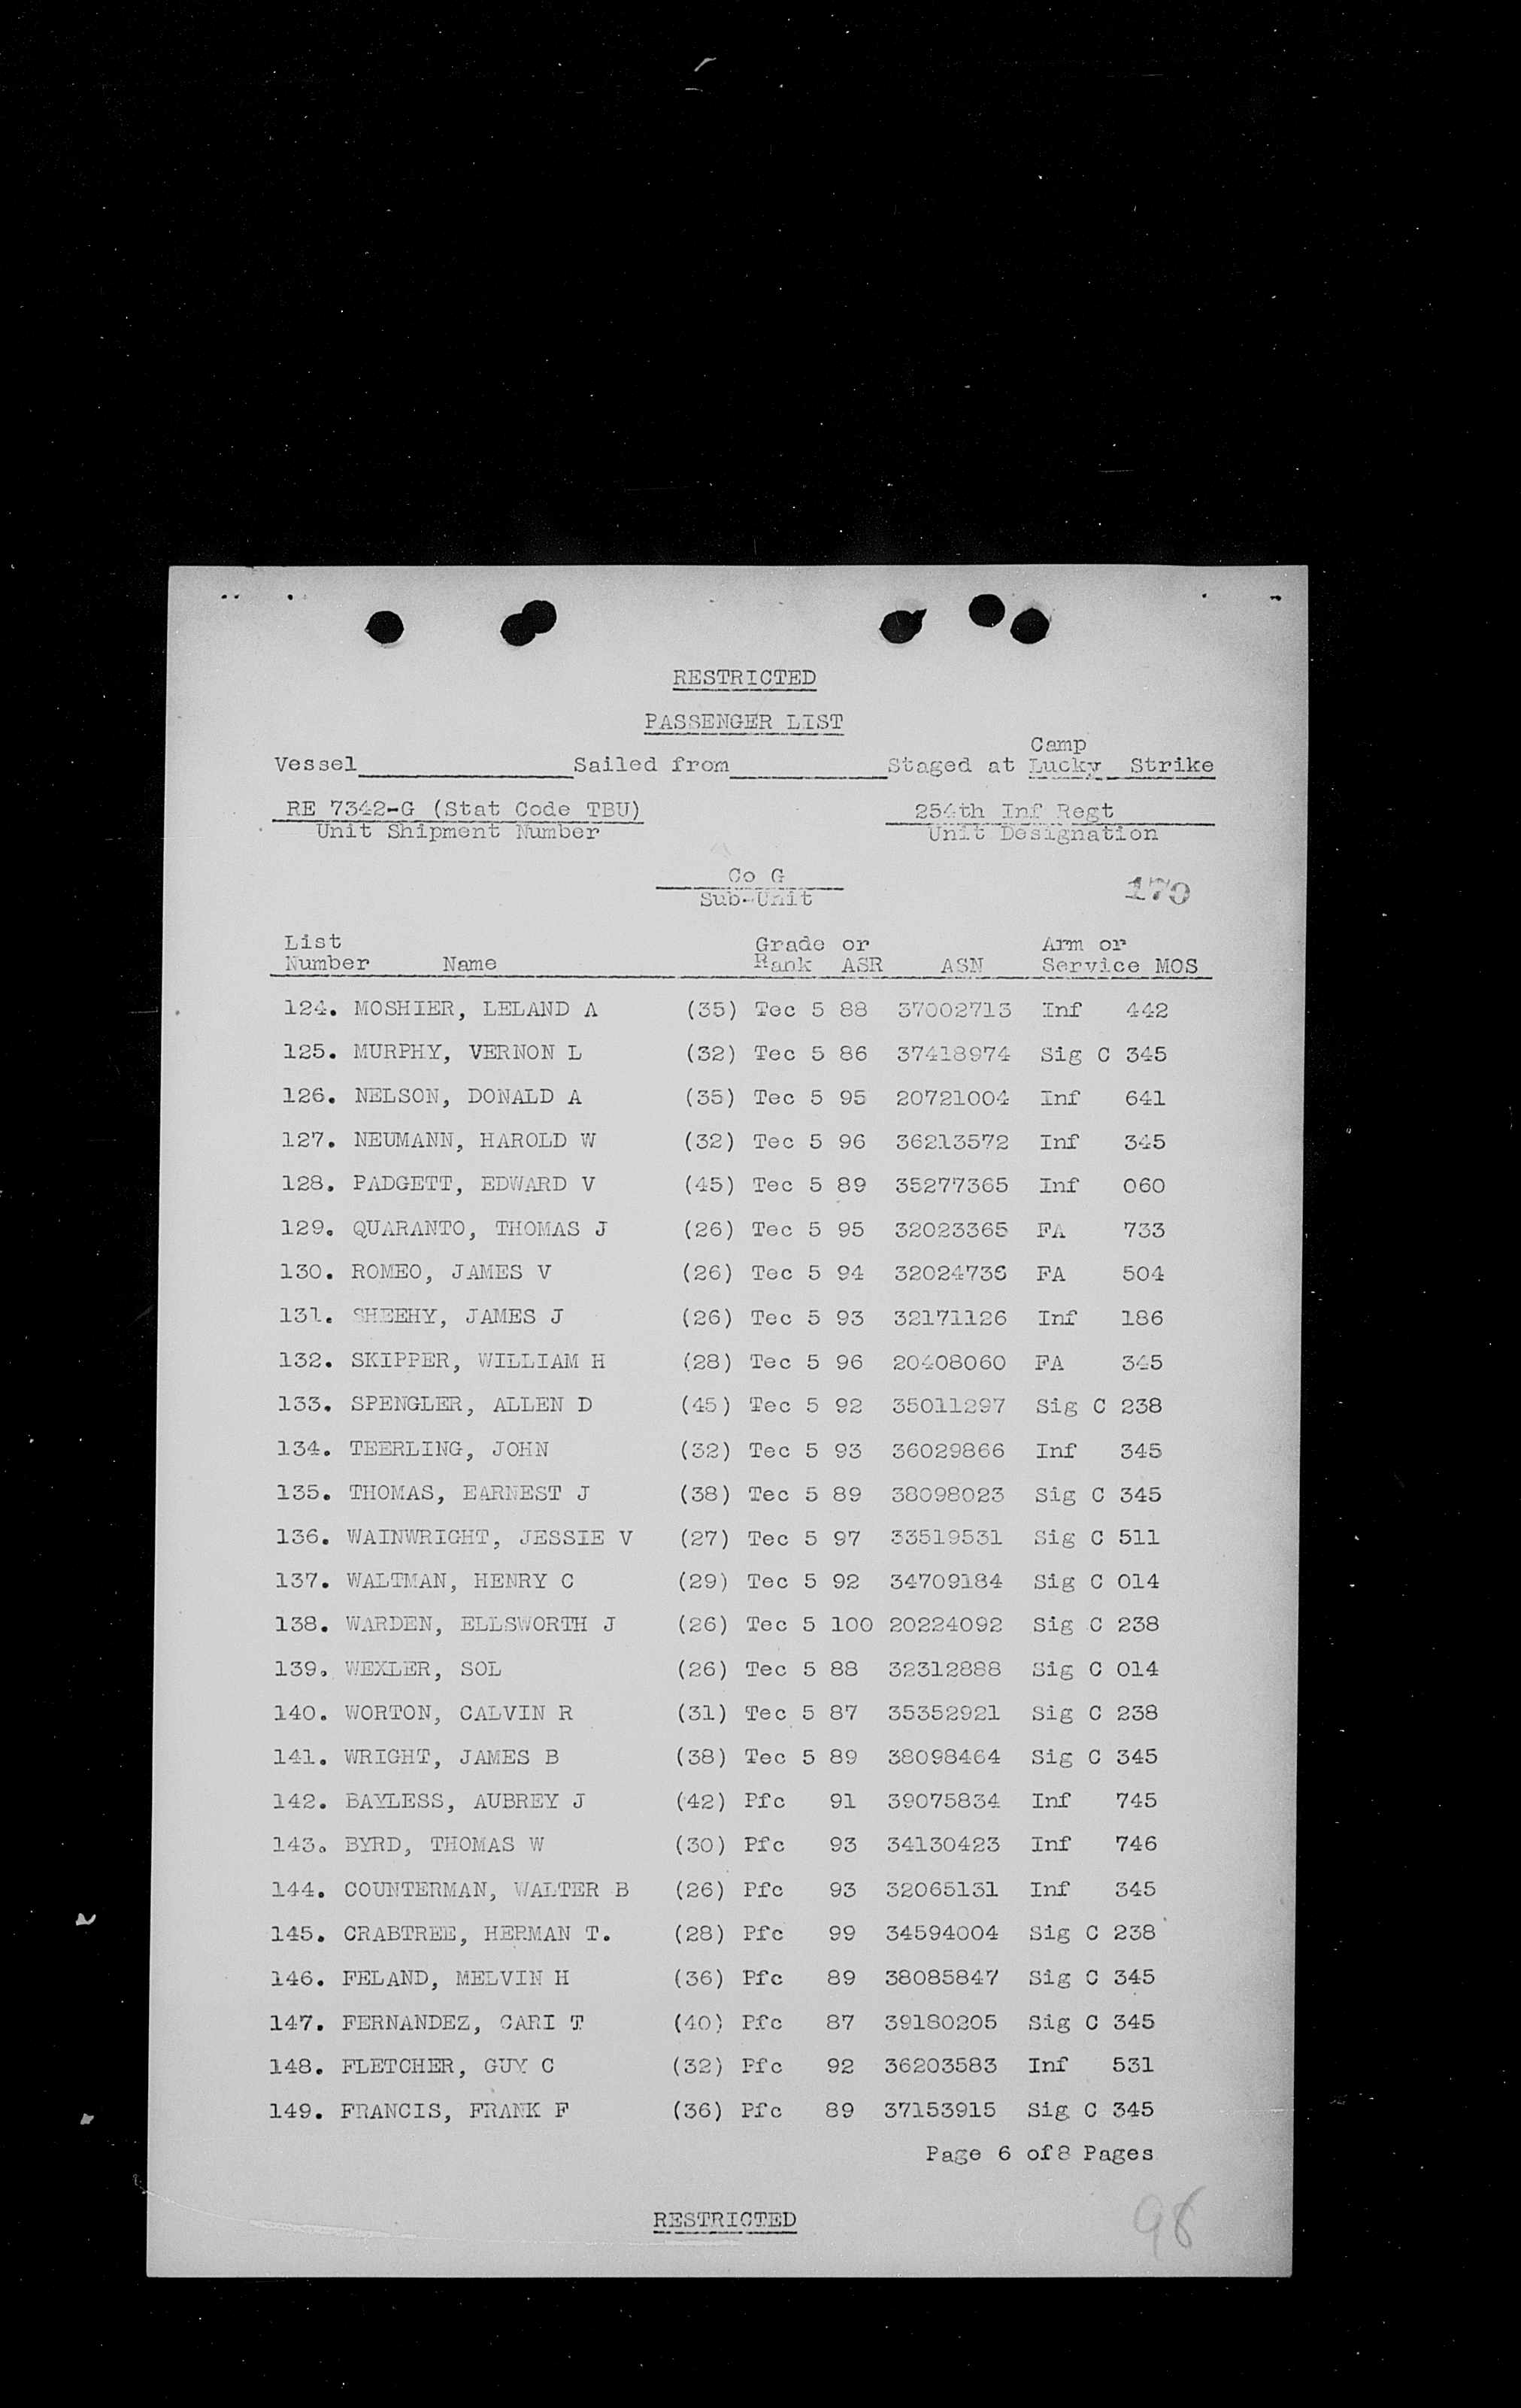 RESTRICTED
PASSENGER LIST
Camp
Vessel Sailed from Staged at Lucky Strike
RE 7342-G (Stat Code TBU) 254th Inf Regt
Unit Shipment Number Unit Designation
Co G
Sub-Unit 170
List Grade or Arm or
Number Name Rank ASR ASN Service MOS
124. MOSHIER, LELAND A (35) Tec 5 88 37002713 Inf 442
125. MURPHY, VERNON L (32) Tec 5 86 37418974 Sig C 345
126. NELSON, DONALD A (35) Tec 5 95 20721004 Inf 641
127. NEUMANN, HAROLD W (32) Tec 5 96 36213572 Inf 345
128. PADGETT, EDWARD V (45) Tec 5 89 35277365 Inf 060
129. QUARANTO, THOMAS J (26) Tec 5 95 32023365 FA 733
130. ROMEO, JAMES V (26) Tec 5 94 32024736 FA 504
131. SHEEHY, JAMES J (26) Tec 5 93 32171126 Inf 186
132. SKIPPER, WILLIAM H (28) Tec 5 96 20408060 FA 345
133. SPENGLER, ALLEN D (45) Tec 5 92 35011297 Sig C 238
134. TEERLING, JOHN (32) Tec 5 93 36029866 Inf 345
135. THOMAS, EARNEST J (38) Tec 5 89 38098023 Sig C 345
136. WAINWRIGHT, JESSIE V (27) Tec 5 97 33519531 Sig C 511
137. WALTMAN, HENRY C (29) Tec 5 92 34709184 Sig C 014
138. WARDEN, ELLSWORTH J (26) Tec 5 100 20224092 Sig C 238
139. WEXLER, SOL (26) Tec 5 88 32312888 Sig C 014
140. WORTON, CALVIN R (31) Tec 5 87 35352921 Sig C 238
141. WRIGHT, JAMES B (38) Tec 5 89 38098464 Sig C 345
142. BAYLESS, AUBREY J (42) Pfc 91 39075834 Inf 745
143. BYRD, THOMAS W (30) Pfc 93 34130423 Inf 746
144. COUNTERMAN, WALTER B (26) Pfc 93 32065131 Inf 345
145. CRABTREE, HERMAN T. (28) Pfc 99 34594004 Sig C 238
146. FELAND, MELVIN H (36) Pfc 89 38085847 Sig C 345
147. FERNANDEZ, CARI T (40) Pfc 87 39180205 Sig C 345
148. FLETCHER, GUY C (32) Pfc 92 36203583 Inf 531
149. FRANCIS, FRANK F (36) Pfc 89 37153915 Sig C 345
Page 6 of 8 Pages
RESTRICTED
98